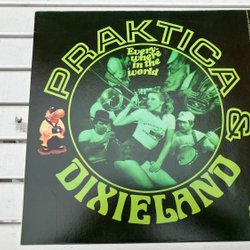 PRAKTICA &
Every-
where
in the
world
DIXIELAND